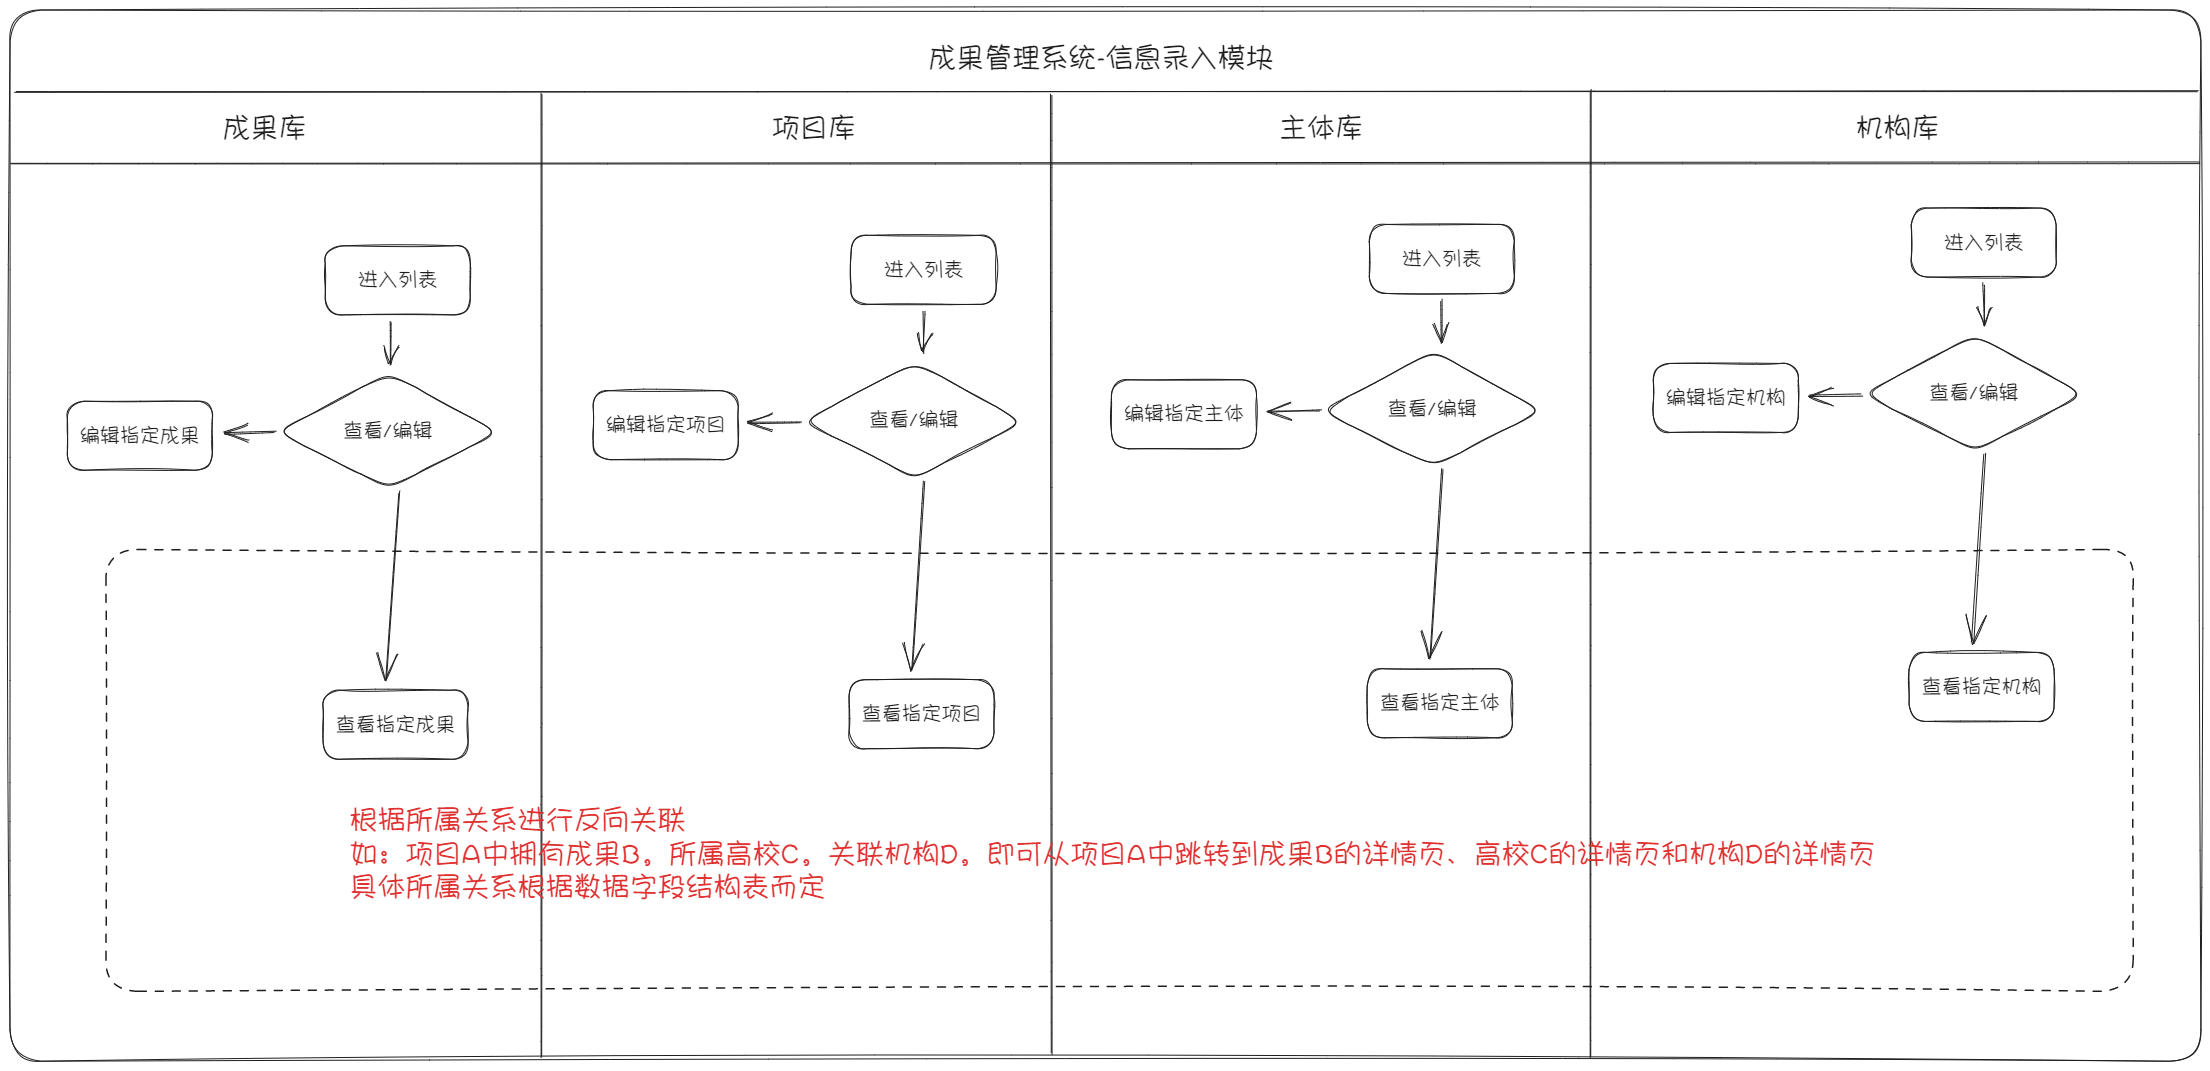 成果管理系统-信息录入模块
成果库
项目库
主体库
机构库
进入列表
查看/编辑
编辑指定成果
查看指定成果
进入列表
查看/编辑
编辑指定项目
查看指定项目
进入列表
查看/编辑
编辑指定主体
查看指定主体
进入列表
查看/编辑
编辑指定机构
查看指定机构
根据所属关系进行反向关联
如：项目A中拥有成果B，所属高校C，关联机构D，即可从项目A中跳转到成果B的详情页、高校C的详情页和机构D的详情页
具体所属关系根据数据字段结构表而定